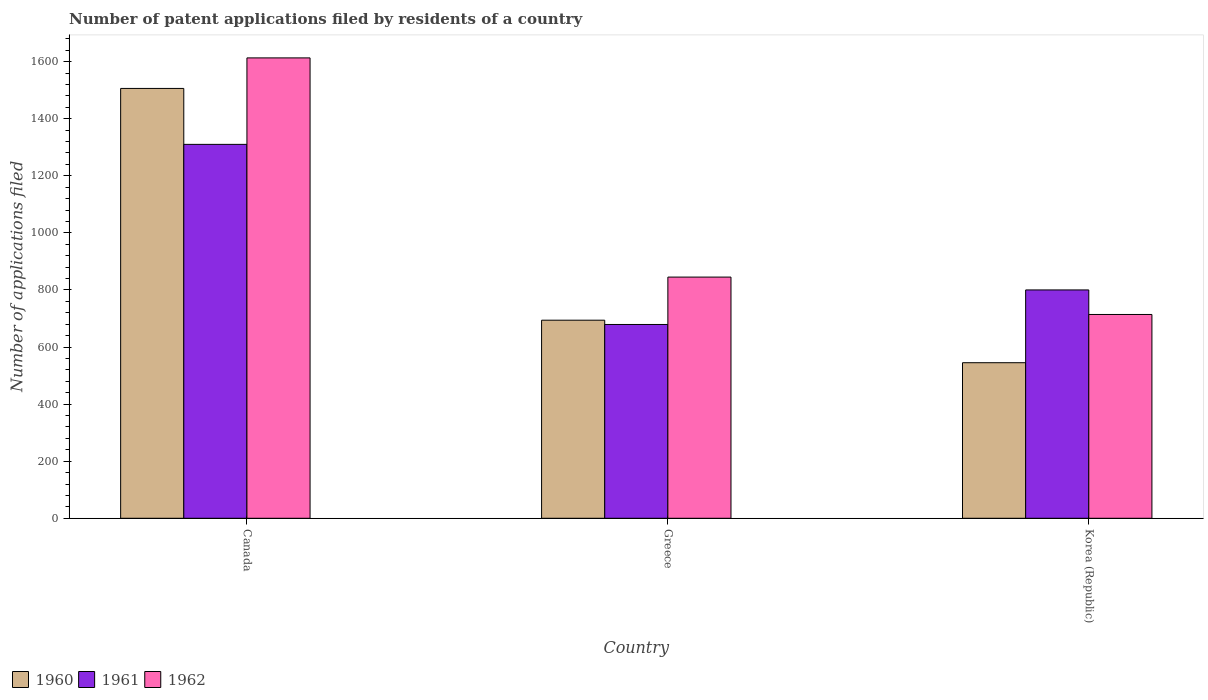 Number of patent applications filed by residents of a country
Number of applications filed
1600
1400
1200
1000
800
600
400
200
0
Canada
Greece
Korea (Republic)
Country
1960
1961
1962